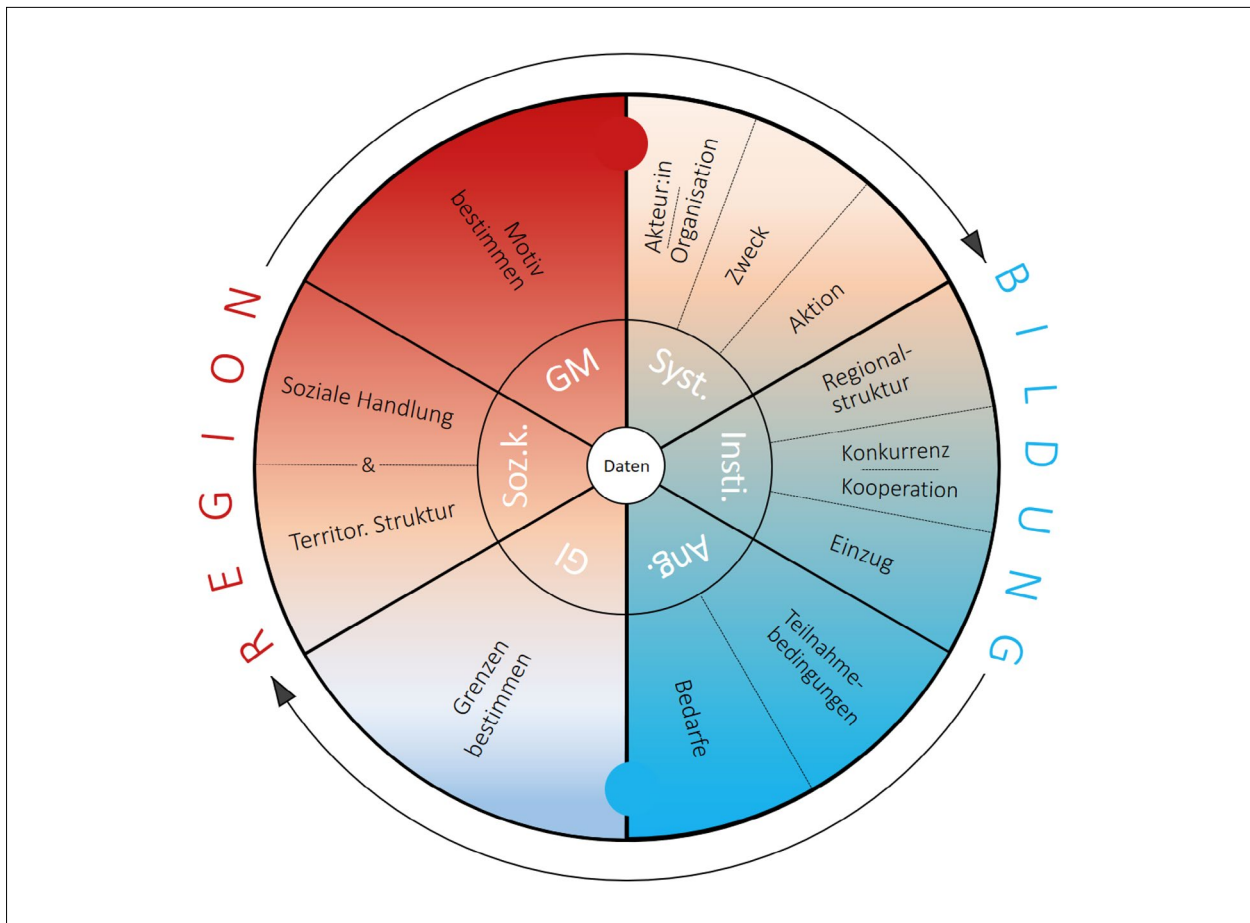 REGION
BILDUNG
Motiv
bestimmen
Soziale Handlung
&
Territor. Struktur
Grenzen
bestimmen
GM
Soz.k.
GI
Daten
Syst.
Insti.
Ang.
Akteur:in
Organisation
Zweck
Aktion
Regional-
struktur
Konkurrenz
Kooperation
Einzug
Teilnahme-
bedingungen
Bedarfe